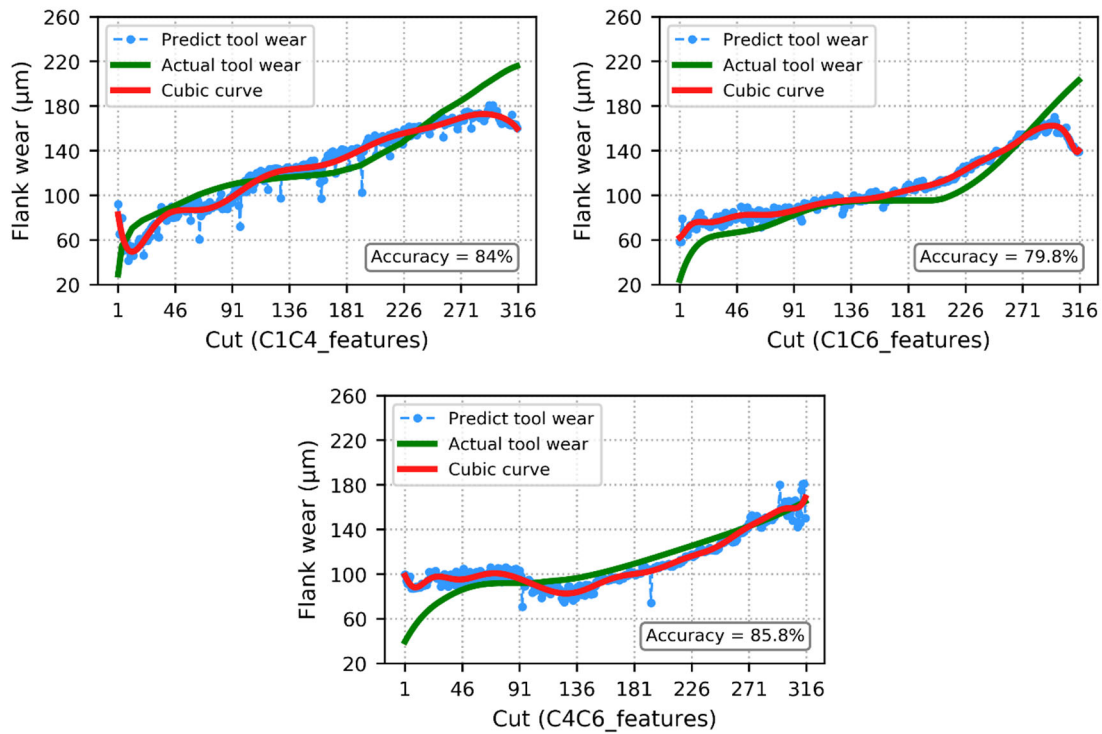 260
220
180
140
100
60
20
Flank wear (μm)
Predict tool wear
Actual tool wear
Cubic curve
Accuracy = 84%
1 46 91 136 181 226 271 316
Cut (C1C4_features)
260
220
180
140
100
60
20
Flank wear (μm)
Predict tool wear
Actual tool wear
Cubic curve
Accuracy = 79.8%
1 46 91 136 181 226 271 316
Cut (C1C6_features)
260
220
180
140
100
60
20
Flank wear (μm)
Predict tool wear
Actual tool wear
Cubic curve
Accuracy = 85.8%
1 46 91 136 181 226 271 316
Cut (C4C6_features)